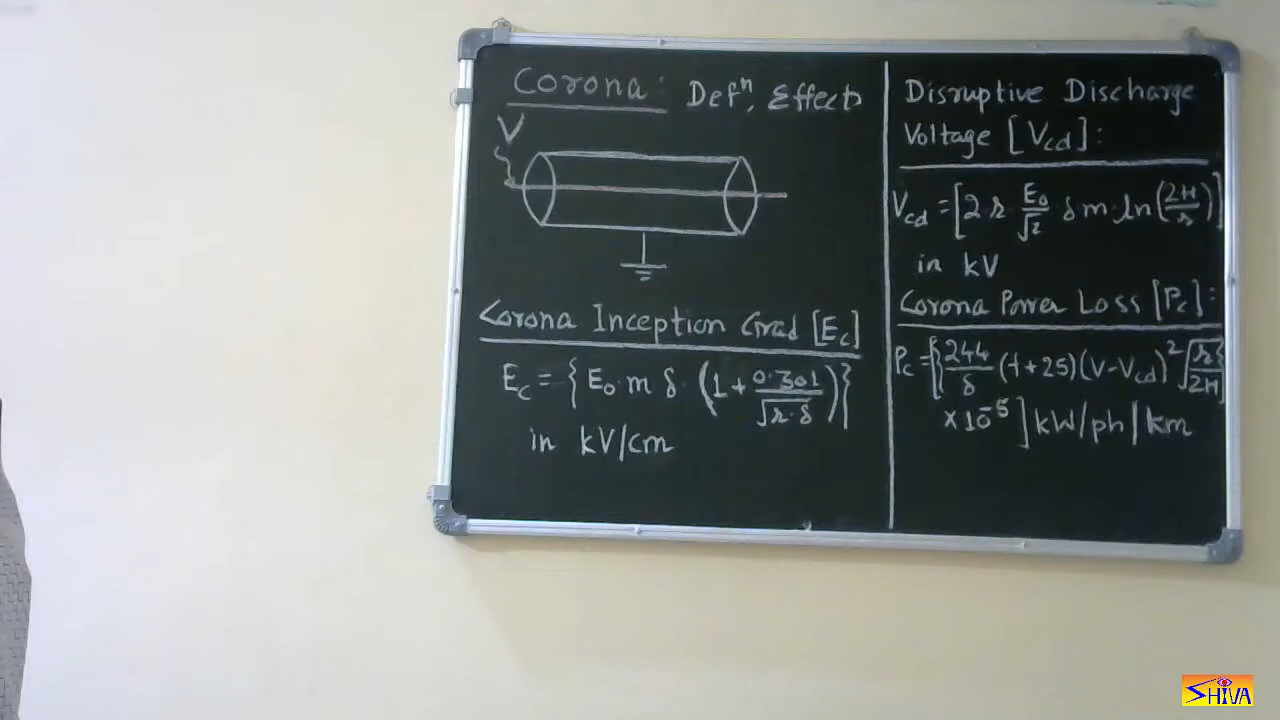 Corona: Defⁿ, Effects
V
Corona Inception Grad [Ec]
Ec = { E₀ · m δ · (1 + 0.301/√(r·δ)) }
in kV/cm
Disruptive Discharge
Voltage [Vcd]:
Vcd = [2 r · E₀/√2 · δ m · ln(2H/r)]
in kV
Corona Power Loss [Pc]:
Pc = [{244/δ (f+25)(V-Vcd)² √(r/2H)}
×10⁻⁵] kW/ph/km
SHIVA